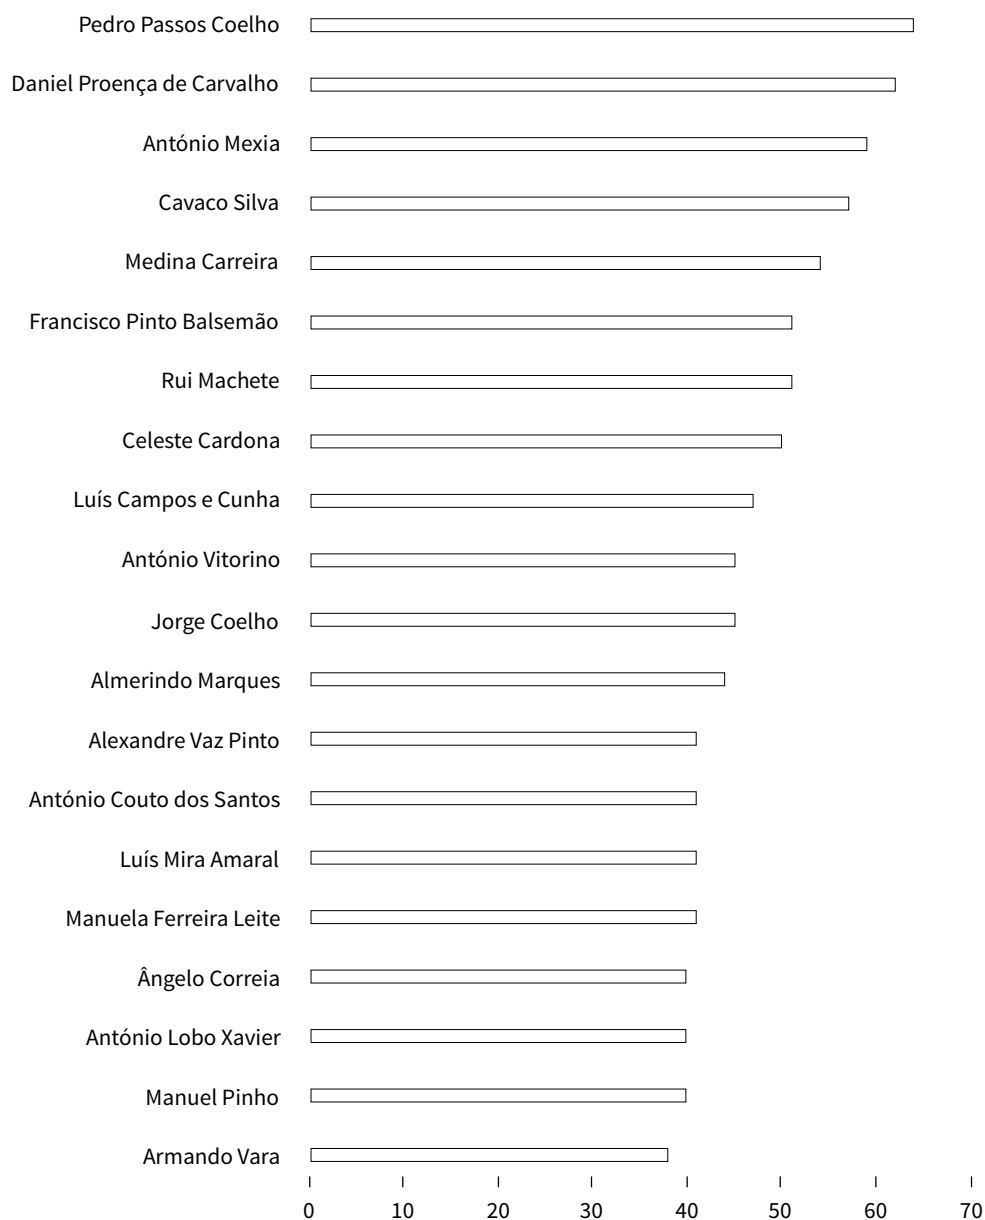 Pedro Passos Coelho
Daniel Proença de Carvalho
António Mexia
Cavaco Silva
Medina Carreira
Francisco Pinto Balsemão
Rui Machete
Celeste Cardona
Luís Campos e Cunha
António Vitorino
Jorge Coelho
Almerindo Marques
Alexandre Vaz Pinto
António Couto dos Santos
Luís Mira Amaral
Manuela Ferreira Leite
Ângelo Correia
António Lobo Xavier
Manuel Pinho
Armando Vara
0 10 20 30 40 50 60 70